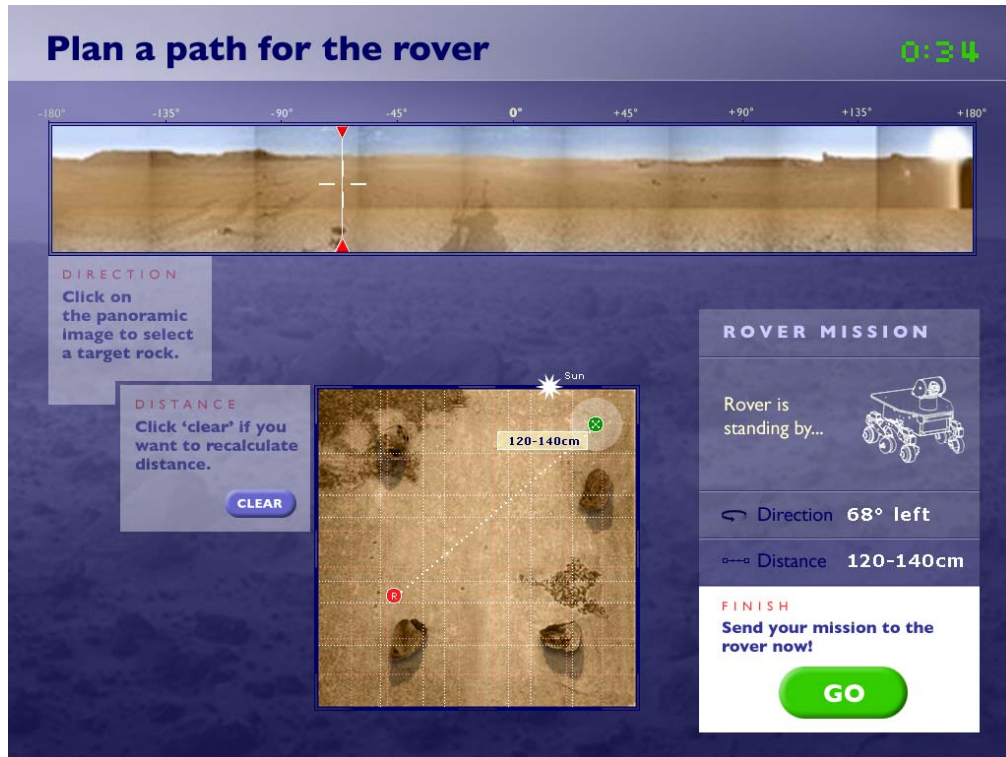 Plan a path for the rover
0:34
-180° -135° -90° -45° 0° +45° +90° +135° +180°
DIRECTION
Click on
the panoramic
image to select
a target rock.
DISTANCE
Click ‘clear’ if you
want to recalculate
distance.
CLEAR
Sun
120-140cm
R
ROVER MISSION
Rover is
standing by...
Direction 68° left
Distance 120-140cm
FINISH
Send your mission to the
rover now!
GO